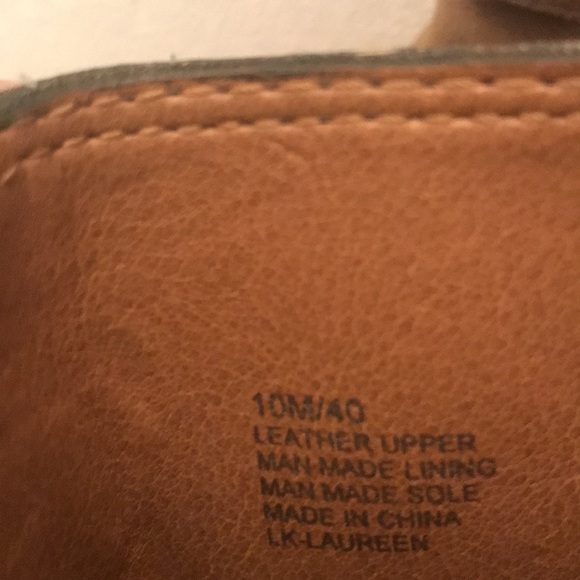 10M/40
LEATHER UPPER
MAN MADE LINING
MAN MADE SOLE
MADE IN CHINA
LK-LAUREEN